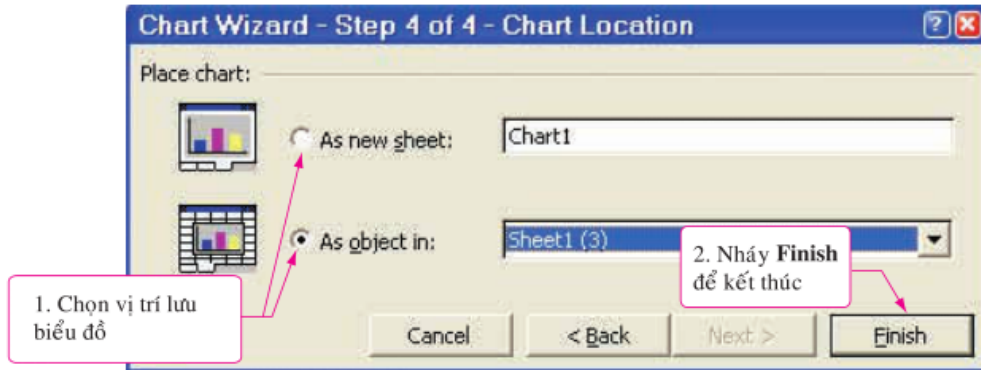 Chart Wizard - Step 4 of 4 - Chart Location
Place chart:
As new sheet:
Chart1
As object in:
Sheet1 (3)
2. Nháy Finish
để kết thúc
1. Chọn vị trí lưu
biểu đồ
Cancel
< Back
Next >
Finish